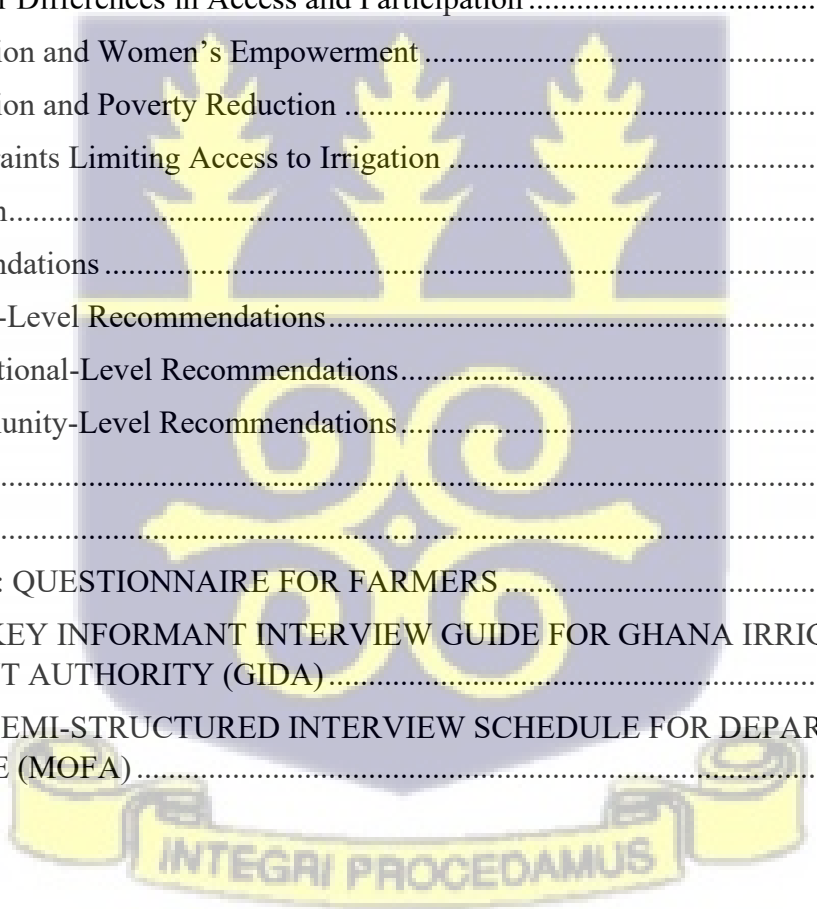 Differences in Access and Participation ..........
ion and Women’s Empowerment ..........
ion and Poverty Reduction ..........
aints Limiting Access to Irrigation ..........
n..........
ndations ..........
-Level Recommendations..........
tional-Level Recommendations..........
unity-Level Recommendations..........
..........
..........
: QUESTIONNAIRE FOR FARMERS ..........
KEY INFORMANT INTERVIEW GUIDE FOR GHANA IRRIG
T AUTHORITY (GIDA) ..........
EMI-STRUCTURED INTERVIEW SCHEDULE FOR DEPAR
E (MOFA) ..........
INTEGRI PROCEDAMUS